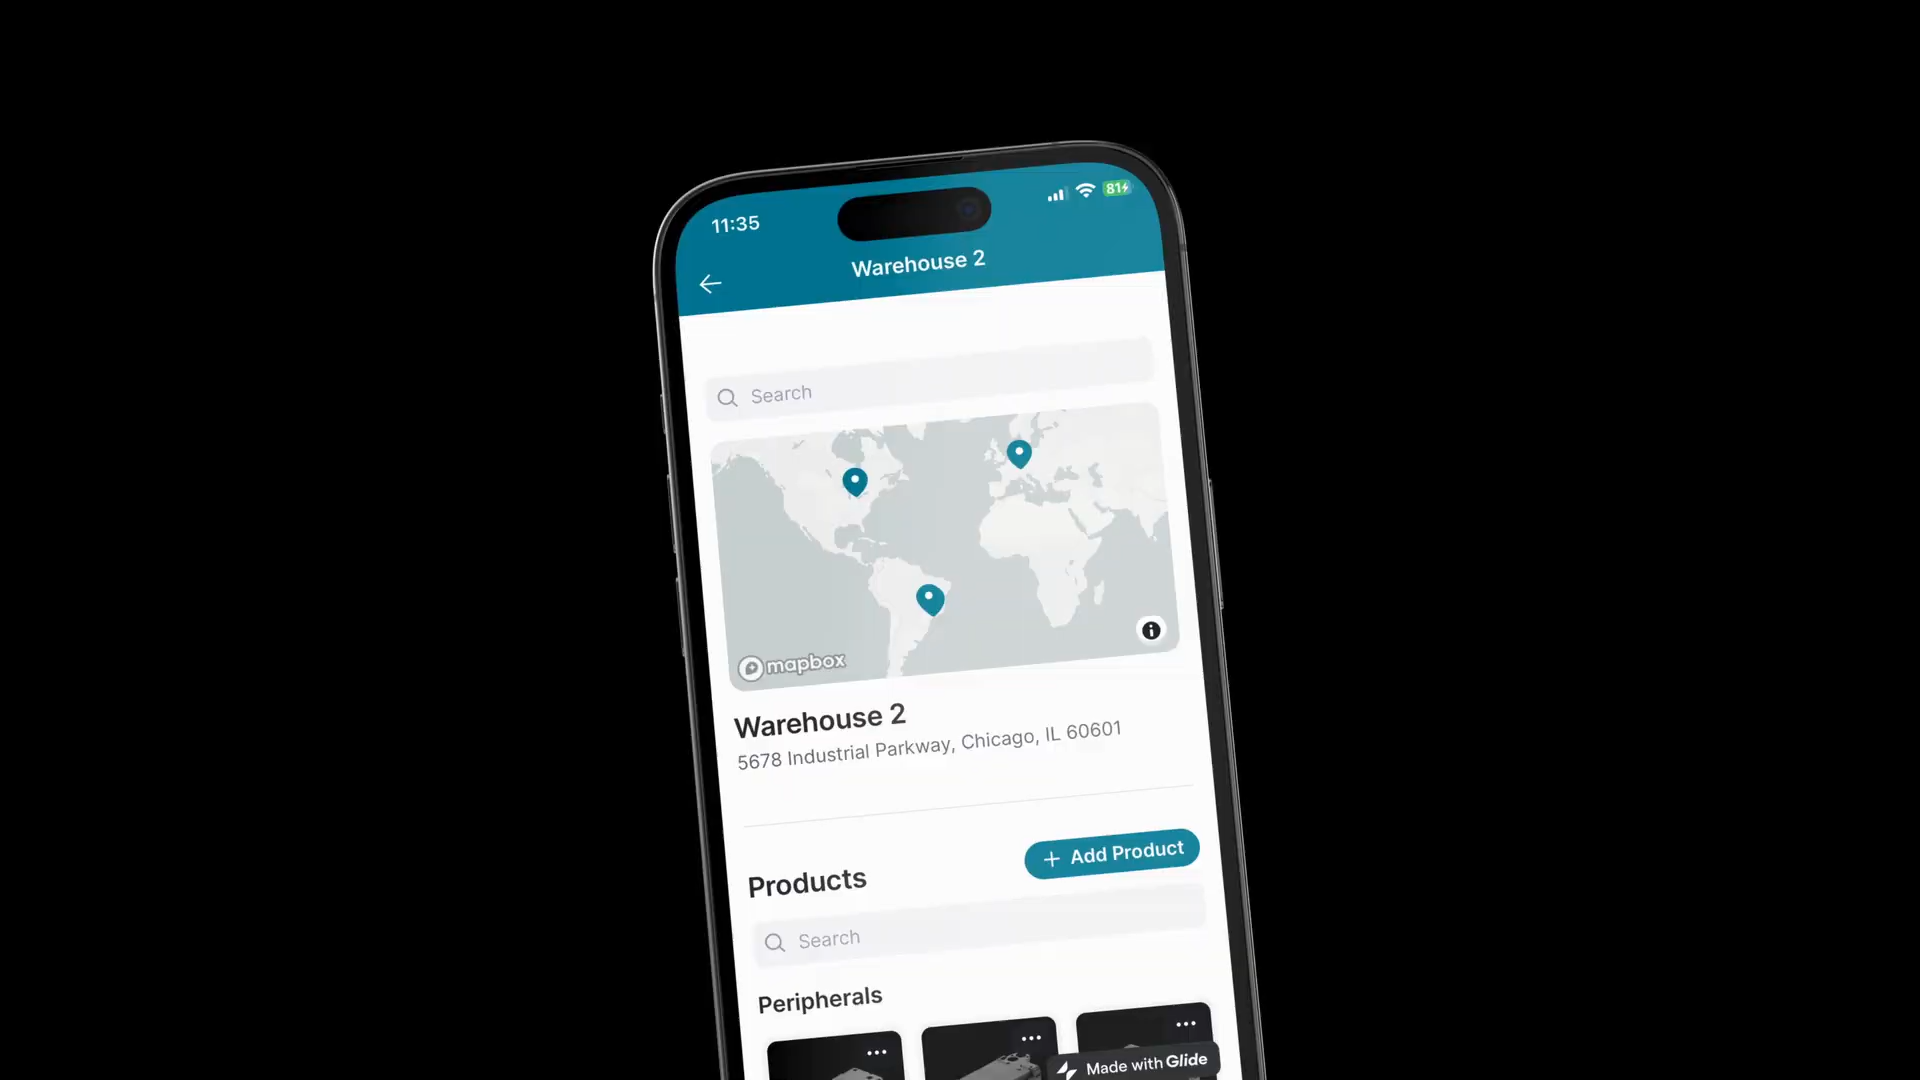 11:35
81
Warehouse 2
Search
mapbox
Warehouse 2
5678 Industrial Parkway, Chicago, IL 60601
Products
+ Add Product
Search
Peripherals
Made with Glide